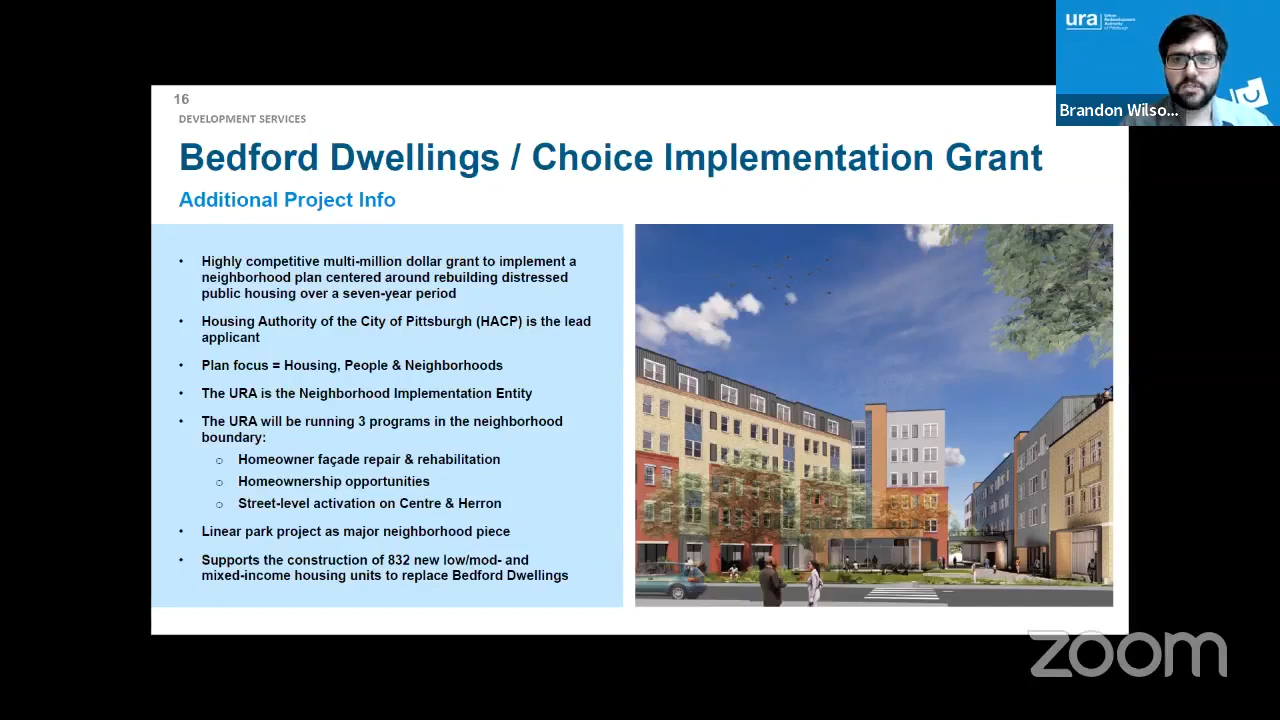 ura
Urban
Redevelopment
Authority
of Pittsburgh
Brandon Wilso...
16
DEVELOPMENT SERVICES
Bedford Dwellings / Choice Implementation Grant
Additional Project Info
• Highly competitive multi-million dollar grant to implement a
neighborhood plan centered around rebuilding distressed
public housing over a seven-year period
• Housing Authority of the City of Pittsburgh (HACP) is the lead
applicant
• Plan focus = Housing, People & Neighborhoods
• The URA is the Neighborhood Implementation Entity
• The URA will be running 3 programs in the neighborhood
boundary:
o Homeowner façade repair & rehabilitation
o Homeownership opportunities
o Street-level activation on Centre & Herron
• Linear park project as major neighborhood piece
• Supports the construction of 832 new low/mod- and
mixed-income housing units to replace Bedford Dwellings
zoom